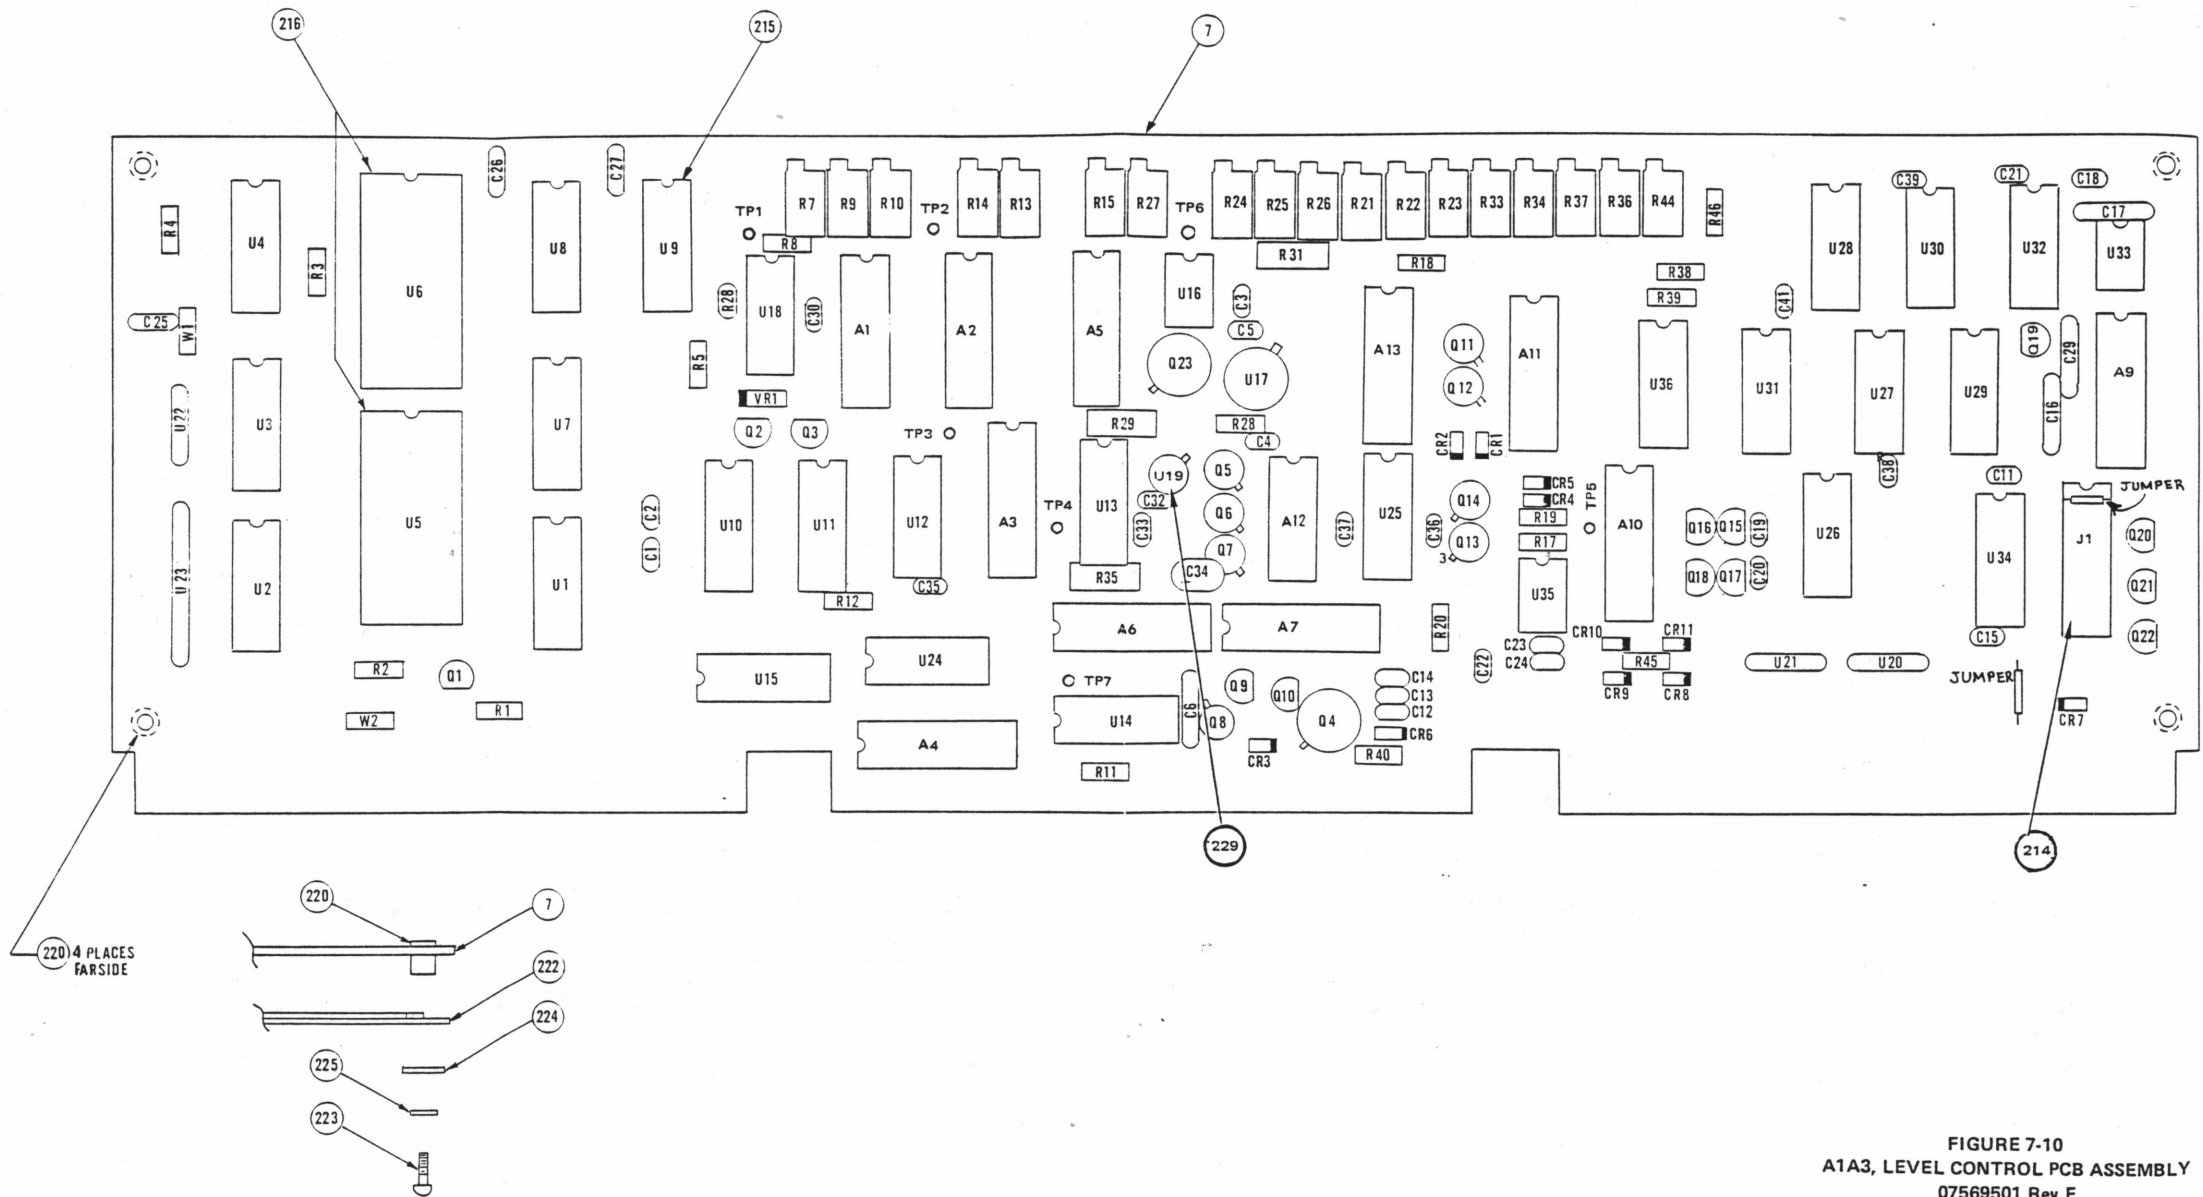 216
215
7
C26
C27
R4
U4
R3
U6
U8
U9
TP1
R8
R7
R9
R10
TP2
R14
R13
R15
R27
TP6
R24
R25
R26
R21
R22
R23
R33
R34
R37
R36
R44
R46
C39
C21
C18
C17
U28
U30
U32
U33
R31
R18
R38
R39
C41
C25
W1
R28
U18
C30
A1
A2
A5
U16
C3
C5
Q23
U17
A13
Q11
Q12
A11
U36
U31
U27
U29
Q19
C29
C16
A9
R5
VR1
Q2
Q3
TP3
R29
R28
C4
CR2
CR1
U22
U3
U7
U23
U2
U5
U1
C2
C1
U10
U11
U12
A3
TP4
U13
U19
C32
C33
Q5
Q6
Q7
C34
A12
C37
U25
C36
Q14
Q13
3
CR5
CR4
R19
R17
TP5
A10
U35
Q16
Q15
C19
Q18
Q17
C20
U26
C38
C11
JUMPER
U34
J1
Q20
Q21
Q22
C15
R12
C35
R35
A6
A7
R20
C22
C23
C24
CR10
CR11
R45
CR9
CR8
U21
U20
JUMPER
CR7
R2
Q1
W2
R1
U15
U24
A4
TP7
U14
R11
C6
Q9
Q8
Q10
Q4
CR3
C14
C13
C12
CR6
R40
229
214
220 4 PLACES
FARSIDE
220
7
222
224
225
223
FIGURE 7-10
A1A3, LEVEL CONTROL PCB ASSEMBLY
07569501 Rev. F